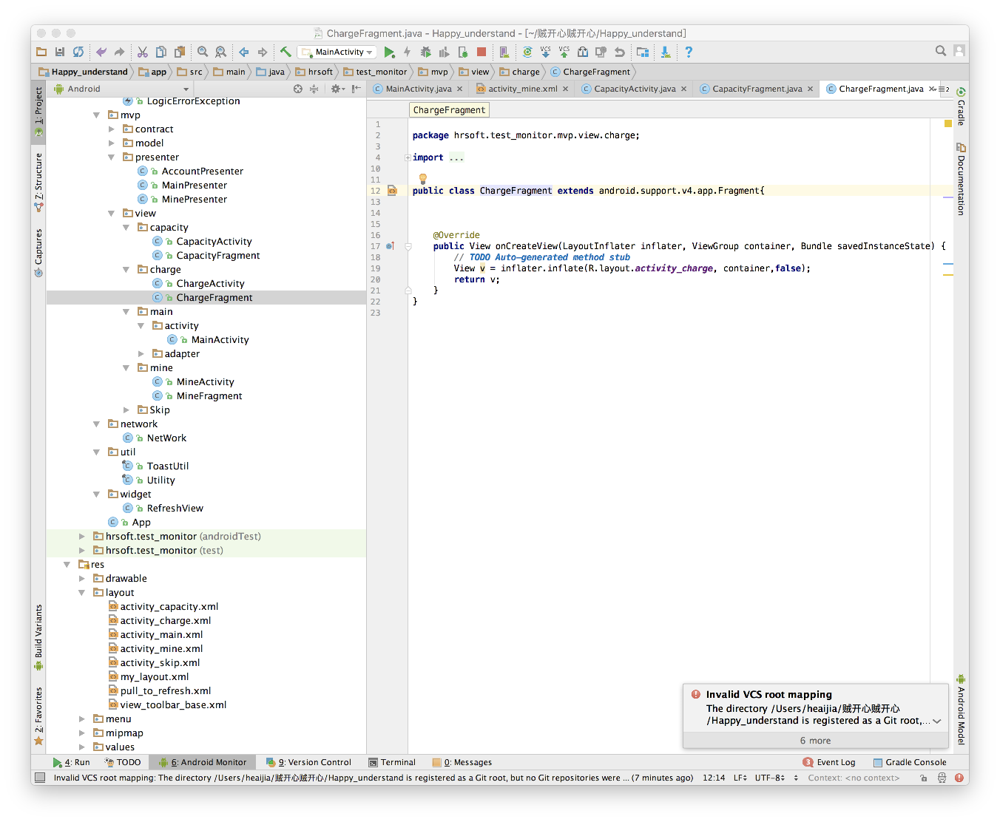 ChargeFragment.java - Happy_understand - [~/贼开心贼开心/Happy_understand]
MainActivity
VCS VCS
Happy_understand app src main java hrsoft test_monitor mvp view charge ChargeFragment
Android
MainActivity.java activity_mine.xml CapacityActivity.java CapacityFragment.java ChargeFragment.java 2
1: Project
Z: Structure
Captures
Build Variants
2: Favorites
LogicErrorException
mvp
contract
model
presenter
AccountPresenter
MainPresenter
MinePresenter
view
capacity
CapacityActivity
CapacityFragment
charge
ChargeActivity
ChargeFragment
main
activity
MainActivity
adapter
mine
MineActivity
MineFragment
Skip
network
NetWork
util
ToastUtil
Utility
widget
RefreshView
App
hrsoft.test_monitor (androidTest)
hrsoft.test_monitor (test)
res
drawable
layout
activity_capacity.xml
activity_charge.xml
activity_main.xml
activity_mine.xml
activity_skip.xml
my_layout.xml
pull_to_refresh.xml
view_toolbar_base.xml
menu
mipmap
values
ChargeFragment
1
2 package hrsoft.test_monitor.mvp.view.charge;
3
4 import ...
10
11
12 public class ChargeFragment extends android.support.v4.app.Fragment{
13
14
15
16 @Override
17 public View onCreateView(LayoutInflater inflater, ViewGroup container, Bundle savedInstanceState) {
18 // TODO Auto-generated method stub
19 View v = inflater.inflate(R.layout.activity_charge, container,false);
20 return v;
21 }
22 }
23
Gradle
Documentation
Android Model
Invalid VCS root mapping
The directory /Users/heaijia/贼开心贼开心
/Happy_understand is registered as a Git root,...
6 more
4: Run TODO 6: Android Monitor 9: Version Control Terminal 0: Messages 3 Event Log Gradle Console
Invalid VCS root mapping: The directory /Users/heaijia/贼开心贼开心/Happy_understand is registered as a Git root, but no Git repositories were ... (7 minutes ago) 12:14 LF UTF-8 Context: <no context>